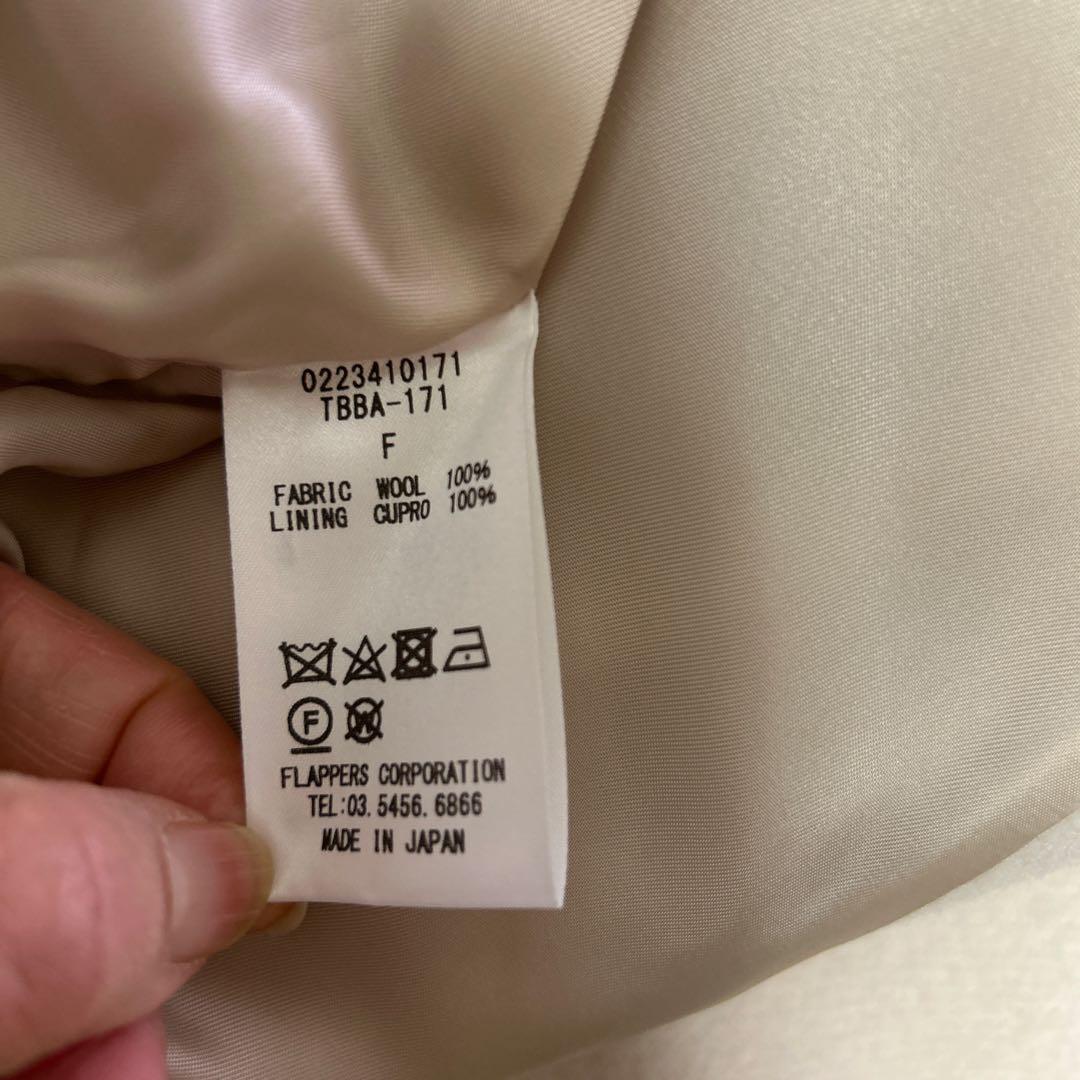 0223410171
TBBA-171
F
FABRIC WOOL 100%
LINING CUPRO 100%
F W
FLAPPERS CORPORATION
TEL:03.5456.6866
MADE IN JAPAN